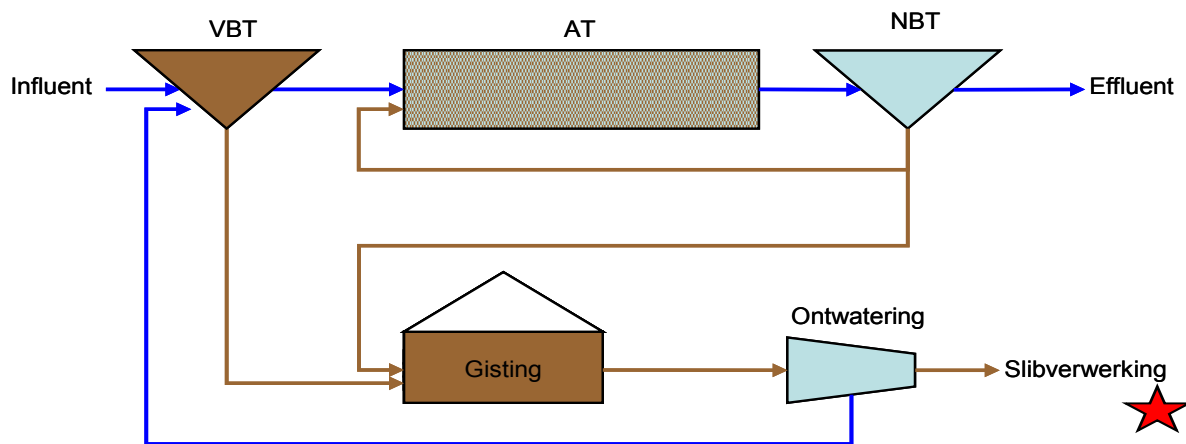 VBT
AT
NBT
Influent
Effluent
Ontwatering
Gisting
Slibverwerking